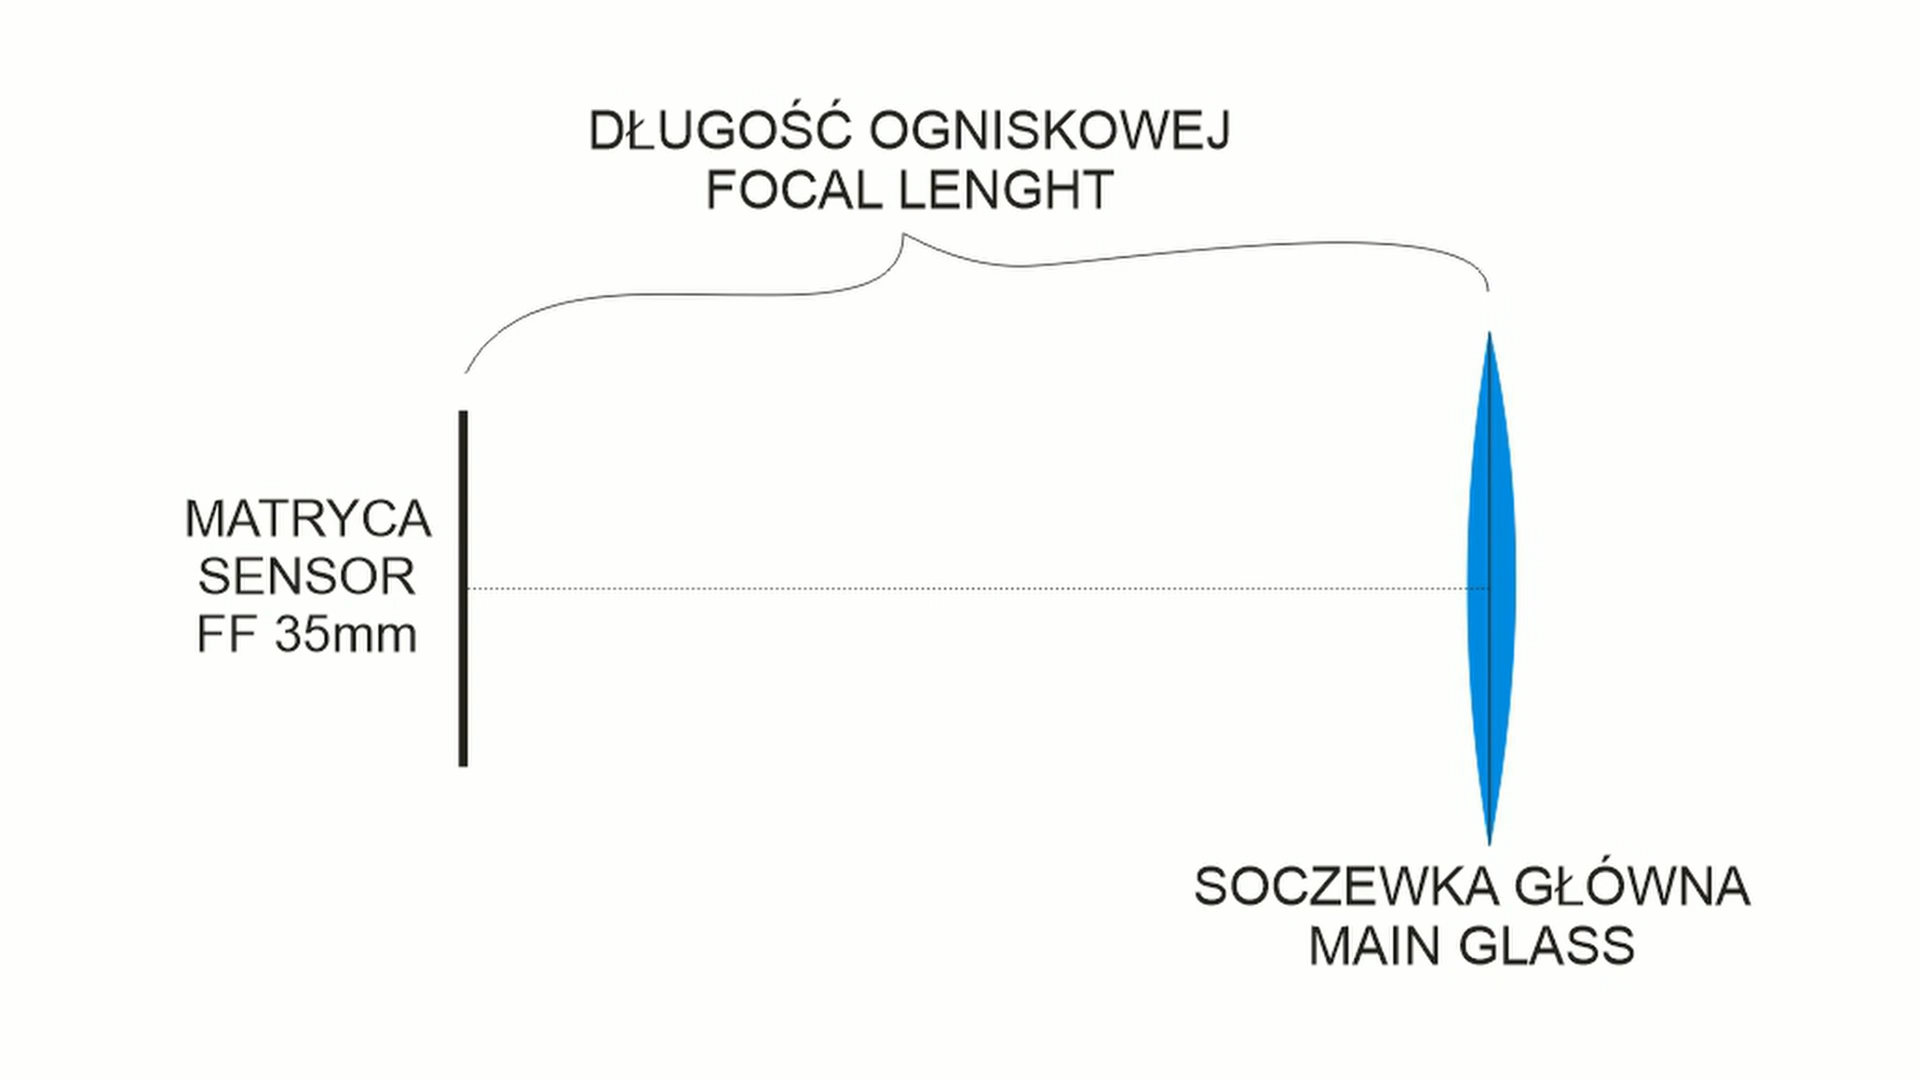 DŁUGOŚĆ OGNISKOWEJ
FOCAL LENGHT
MATRYCA
SENSOR
FF 35mm
SOCZEWKA GŁÓWNA
MAIN GLASS